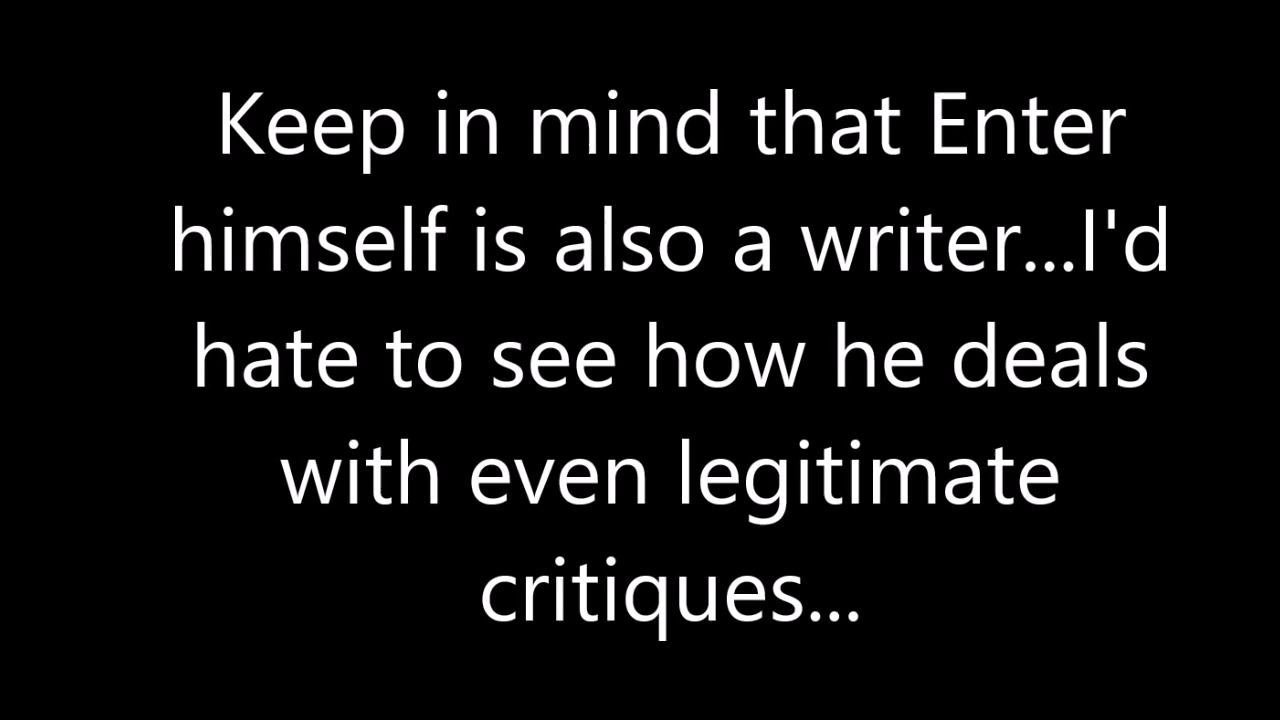 Keep in mind that Enter
himself is also a writer...I'd
hate to see how he deals
with even legitimate
critiques...